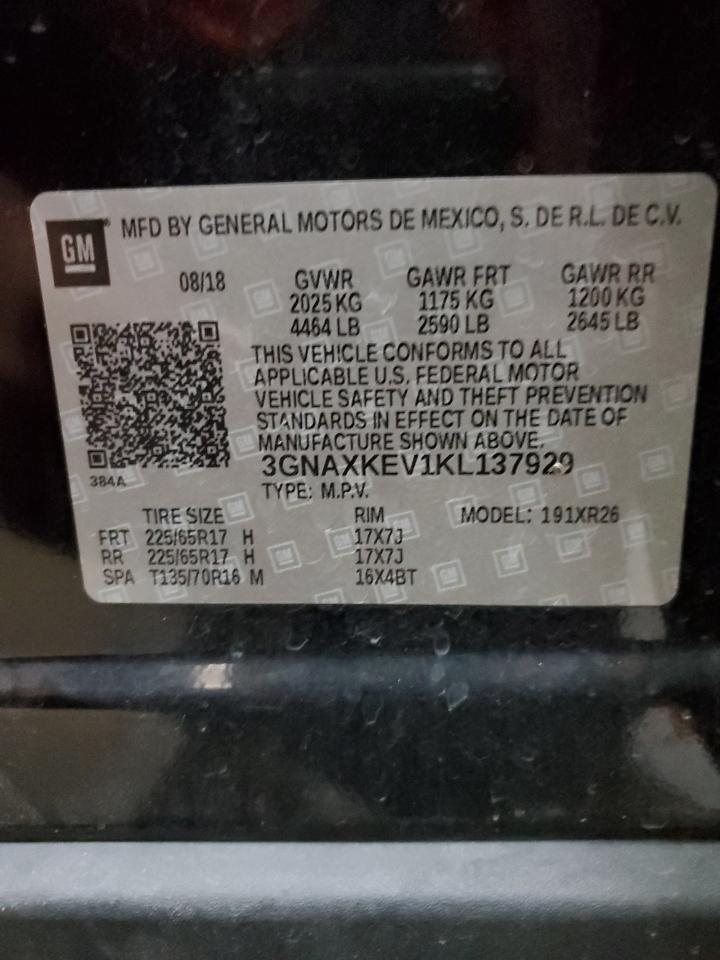 GM
MFD BY GENERAL MOTORS DE MEXICO, S. DE R.L. DE C.V.
08/18 GVWR GAWR FRT GAWR RR
2025 KG 1175 KG 1200 KG
4464 LB 2590 LB 2645 LB
THIS VEHICLE CONFORMS TO ALL
APPLICABLE U.S. FEDERAL MOTOR
VEHICLE SAFETY AND THEFT PREVENTION
STANDARDS IN EFFECT ON THE DATE OF
MANUFACTURE SHOWN ABOVE.
3GNAXKEV1KL137929
384A
TYPE: M.P.V.
TIRE SIZE RIM MODEL: 191XR26
FRT 225/65R17 H 17X7J
RR 225/65R17 H 17X7J
SPA T135/70R16 M 16X4BT